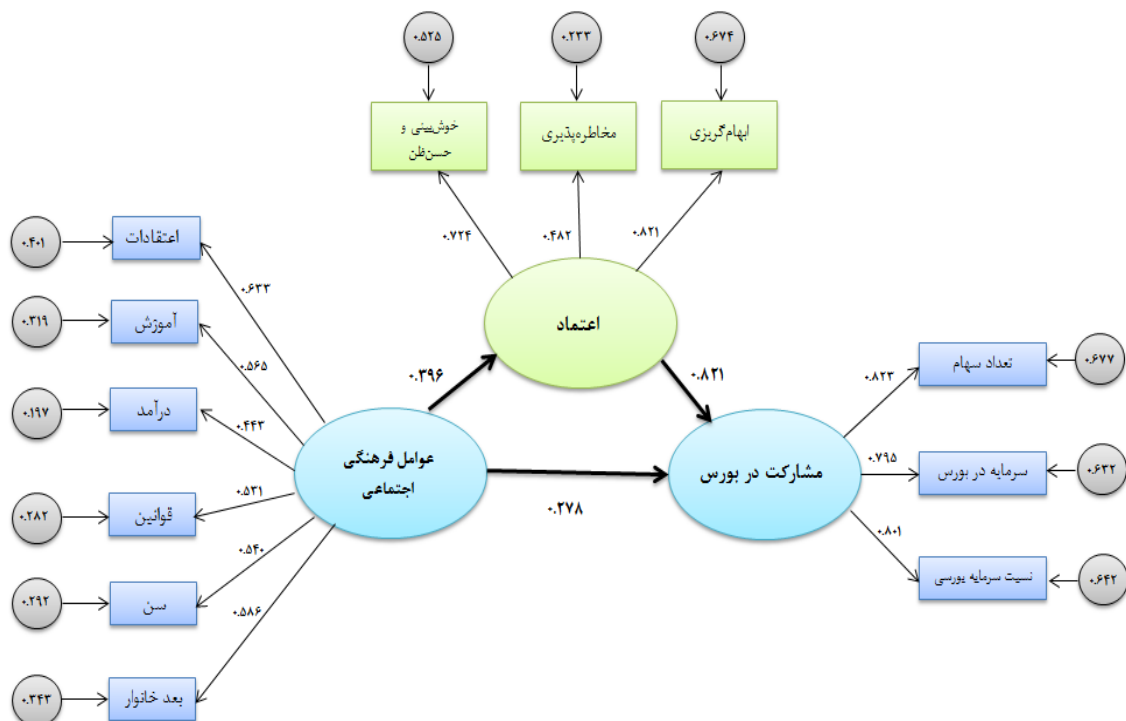 ۰.۵۲۵
۰.۲۳۳
۰.۶۷۴
خوش‌بینی و
حسن‌ظن
مخاطره‌پذیری
ابهام‌گریزی
۰.۷۲۴
۰.۴۸۲
۰.۸۲۱
اعتماد
۰.۴۰۱
اعتقادات
۰.۶۳۳
۰.۳۱۹
آموزش
۰.۵۶۵
۰.۱۹۷
درآمد
۰.۴۴۳
۰.۲۸۲
قوانین
۰.۵۳۱
۰.۲۹۲
سن
۰.۵۴۰
۰.۳۴۳
بعد خانوار
۰.۵۸۶
عوامل فرهنگی
اجتماعی
۰.۳۹۶
۰.۸۲۱
۰.۲۷۸
مشارکت در بورس
۰.۸۲۳
تعداد سهام
۰.۶۷۷
۰.۷۹۵
سرمایه در بورس
۰.۶۳۲
۰.۸۰۱
نسبت سرمایه بورسی
۰.۶۴۲